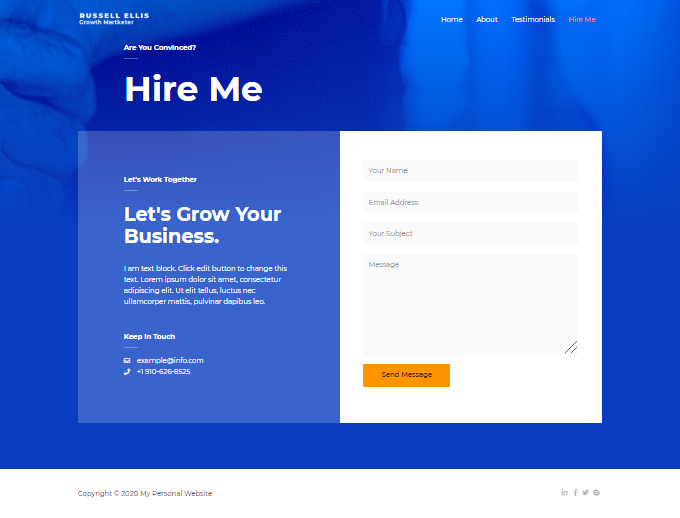 RUSSELL ELLIS
Growth Marketer
Home About Testimonials Hire Me
Are You Convinced?
Hire Me
Let's Work Together
Let's Grow Your
Business.
I am text block. Click edit button to change this
text. Lorem ipsum dolor sit amet, consectetur
adipiscing elit. Ut elit tellus, luctus nec
ullamcorper mattis, pulvinar dapibus leo.
Keep In Touch
example@info.com
+1 910-626-8525
Your Name
Email Address
Your Subject
Message
Send Message
Copyright © 2020 My Personal Website